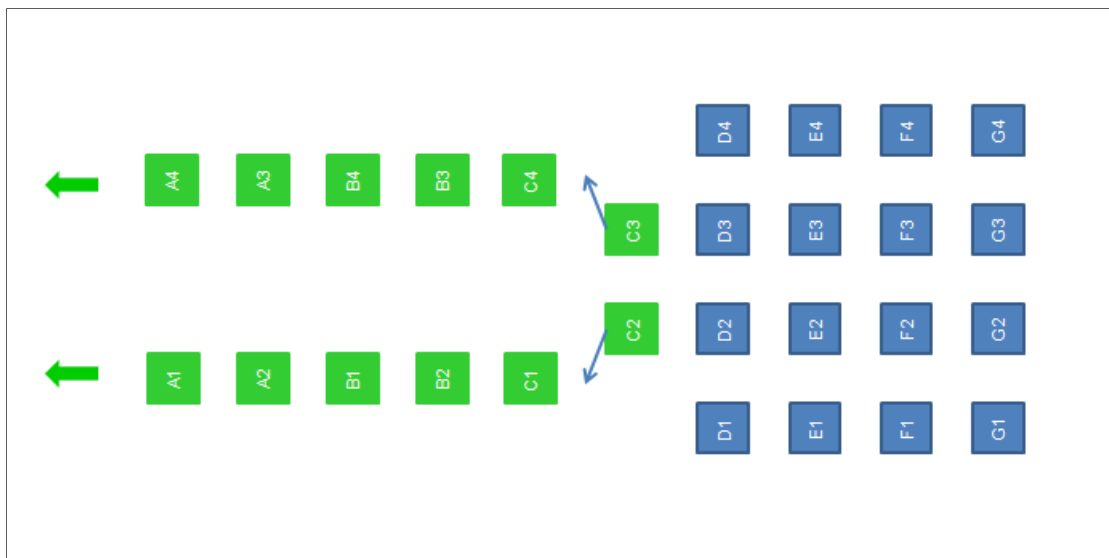 D4 E4 F4 G4
A4 A3 B4 B3 C4
C3 D3 E3 F3 G3
C2 D2 E2 F2 G2
A1 A2 B1 B2 C1
D1 E1 F1 G1